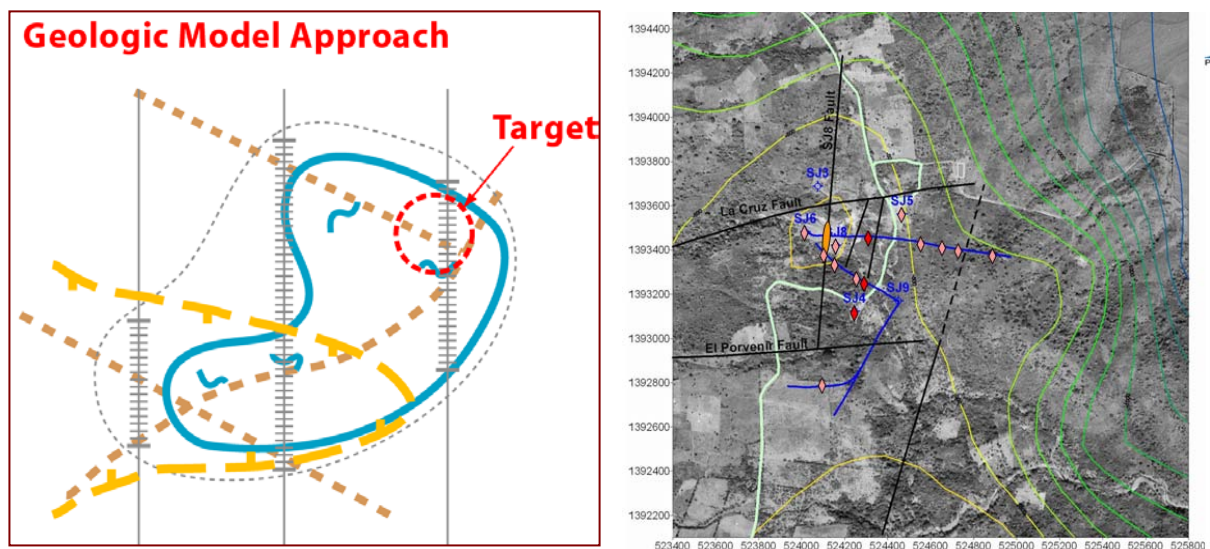 Geologic Model Approach
Target
1394400
1394200
1394000
1393800
1393600
1393400
1393200
1393000
1392800
1392600
1392400
1392200
SJ8 Fault
SJ3
La Cruz Fault
SJ5
SJ6
SJ8
SJ9
SJ4
El Porvenir Fault
523400 523600 523800 524000 524200 524400 524600 524800 525000 525200 525400 525600 525800